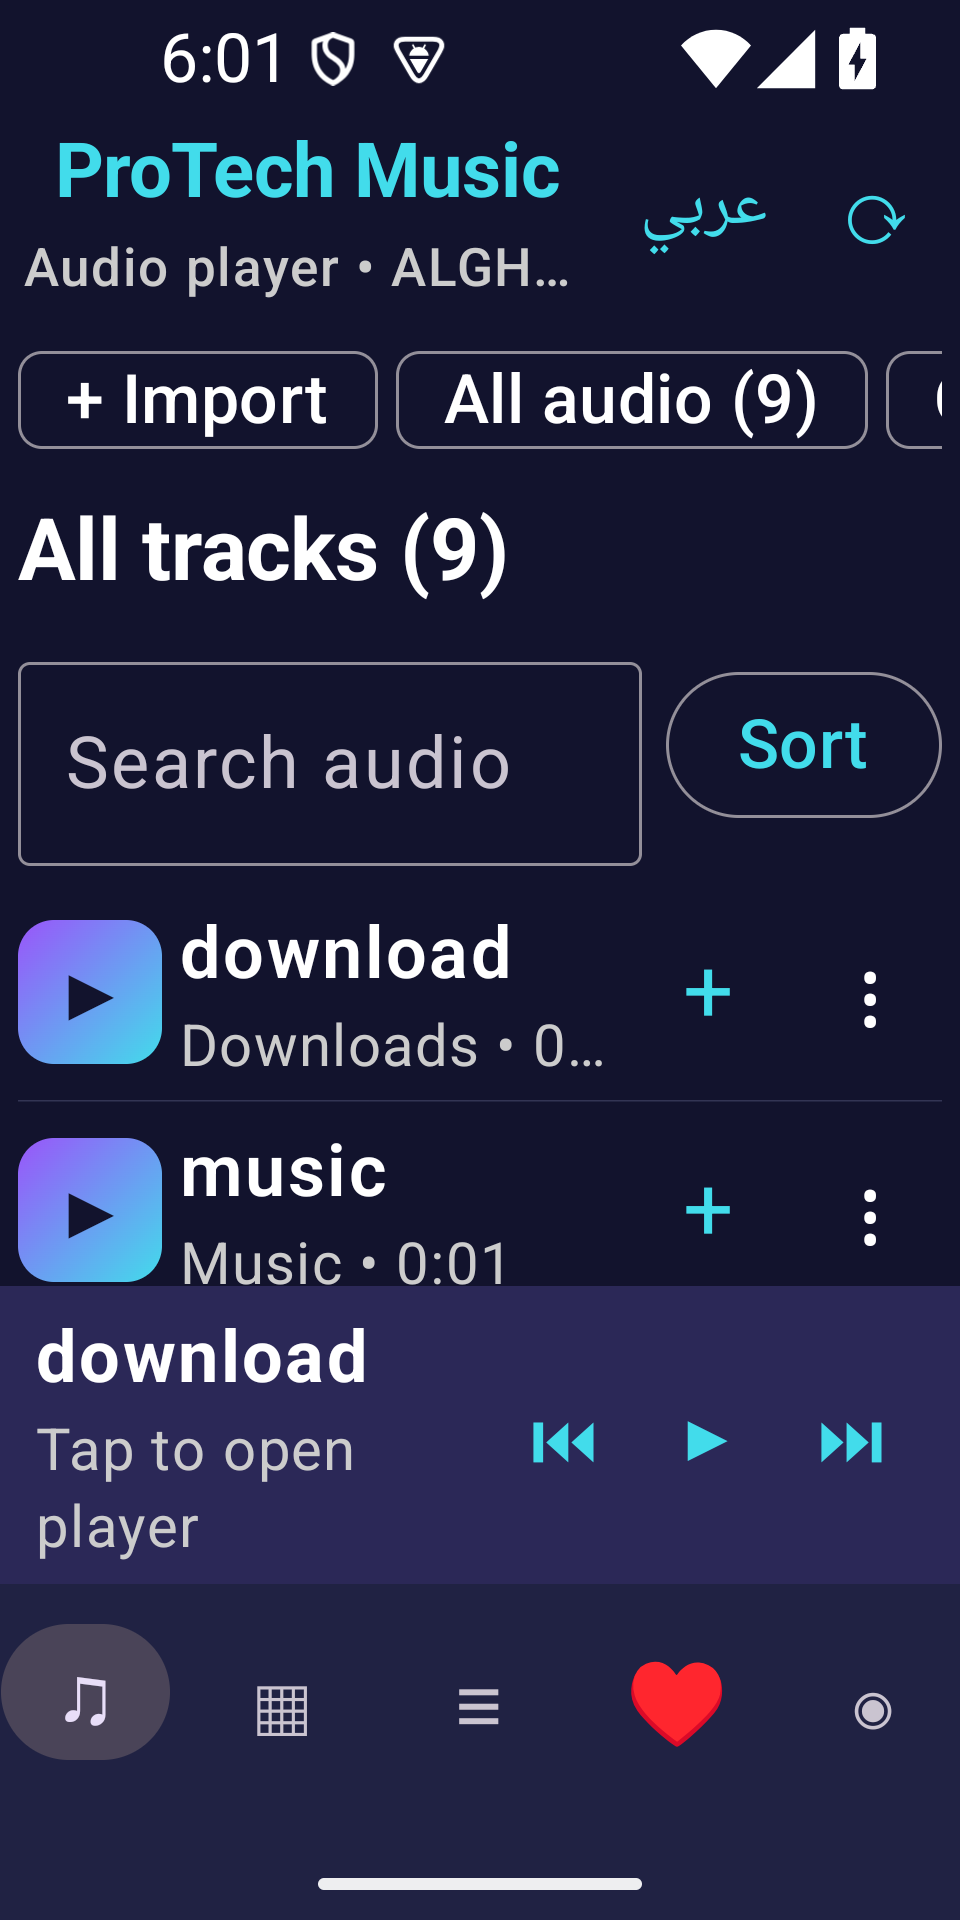 6:01
ProTech Music
Audio player • ALGH…
عربي
+ Import
All audio (9)
All tracks (9)
Search audio
Sort
download
Downloads • 0…
music
Music • 0:01
download
Tap to open
player